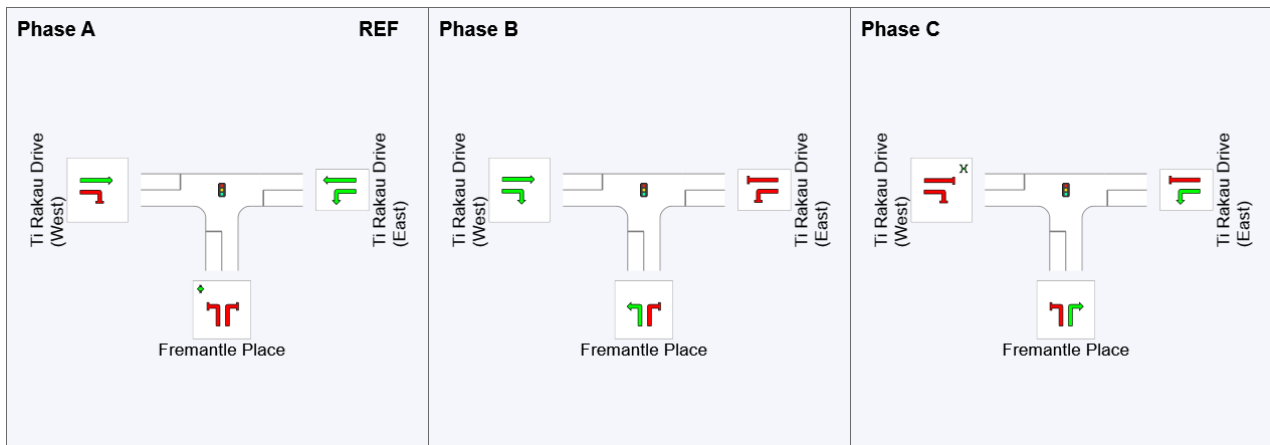 Phase A
REF
Ti Rakau Drive
(West)
Ti Rakau Drive
(East)
Fremantle Place
Phase B
Ti Rakau Drive
(West)
Ti Rakau Drive
(East)
Fremantle Place
Phase C
Ti Rakau Drive
(West)
Ti Rakau Drive
(East)
Fremantle Place